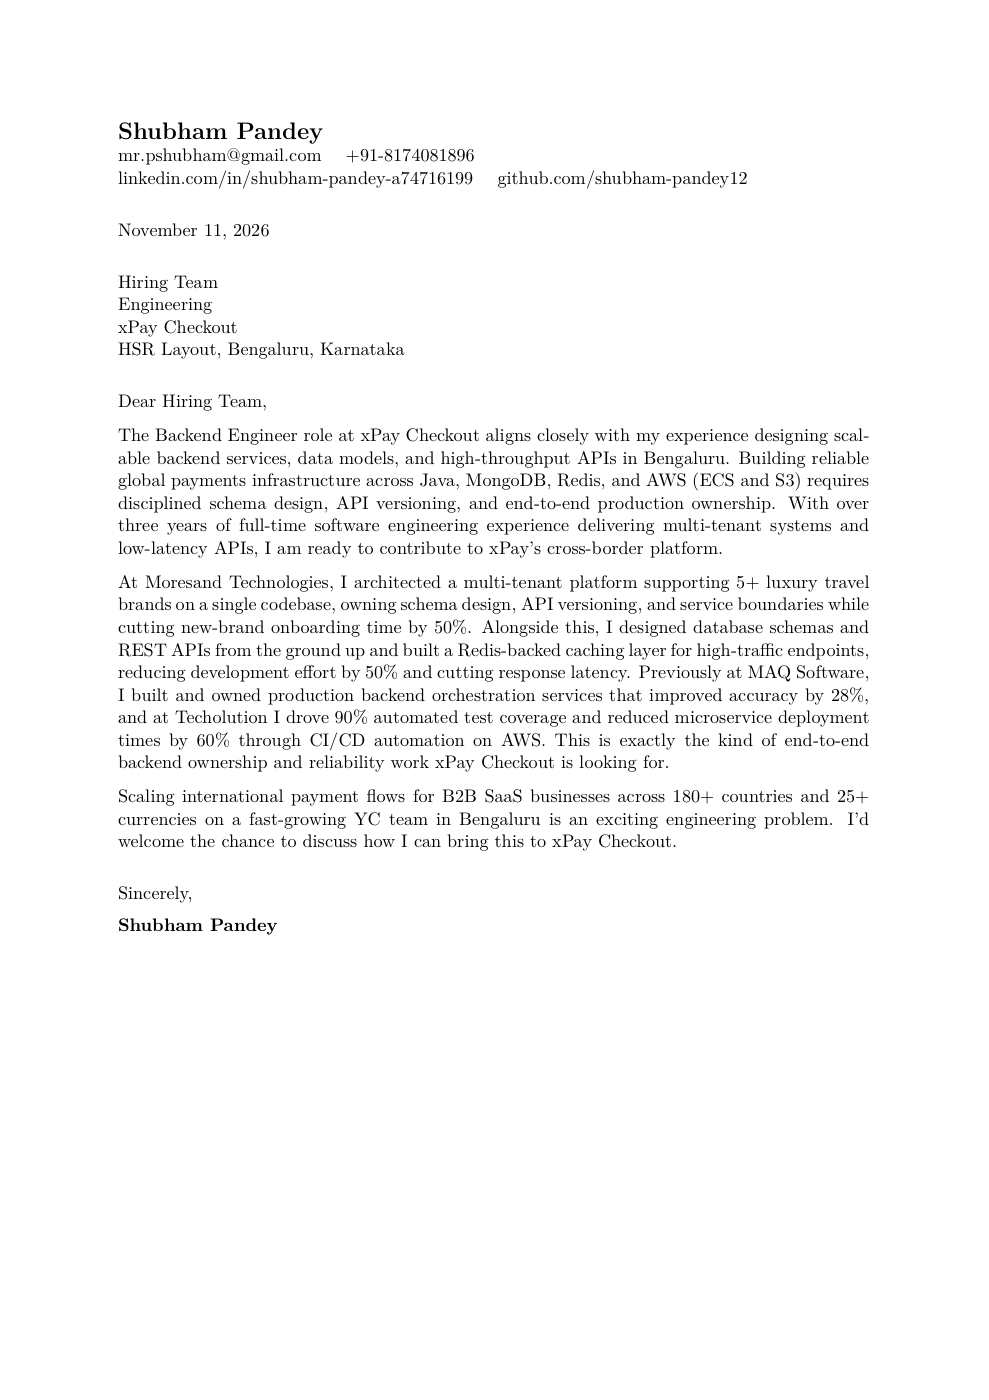 Shubham Pandey
mr.pshubham@gmail.com +91-8174081896
linkedin.com/in/shubham-pandey-a74716199 github.com/shubham-pandey12
November 11, 2026
Hiring Team
Engineering
xPay Checkout
HSR Layout, Bengaluru, Karnataka
Dear Hiring Team,
The Backend Engineer role at xPay Checkout aligns closely with my experience designing scal-
able backend services, data models, and high-throughput APIs in Bengaluru. Building reliable
global payments infrastructure across Java, MongoDB, Redis, and AWS (ECS and S3) requires
disciplined schema design, API versioning, and end-to-end production ownership. With over
three years of full-time software engineering experience delivering multi-tenant systems and
low-latency APIs, I am ready to contribute to xPay's cross-border platform.
At Moresand Technologies, I architected a multi-tenant platform supporting 5+ luxury travel
brands on a single codebase, owning schema design, API versioning, and service boundaries while
cutting new-brand onboarding time by 50%. Alongside this, I designed database schemas and
REST APIs from the ground up and built a Redis-backed caching layer for high-traffic endpoints,
reducing development effort by 50% and cutting response latency. Previously at MAQ Software,
I built and owned production backend orchestration services that improved accuracy by 28%,
and at Techolution I drove 90% automated test coverage and reduced microservice deployment
times by 60% through CI/CD automation on AWS. This is exactly the kind of end-to-end
backend ownership and reliability work xPay Checkout is looking for.
Scaling international payment flows for B2B SaaS businesses across 180+ countries and 25+
currencies on a fast-growing YC team in Bengaluru is an exciting engineering problem. I'd
welcome the chance to discuss how I can bring this to xPay Checkout.
Sincerely,
Shubham Pandey